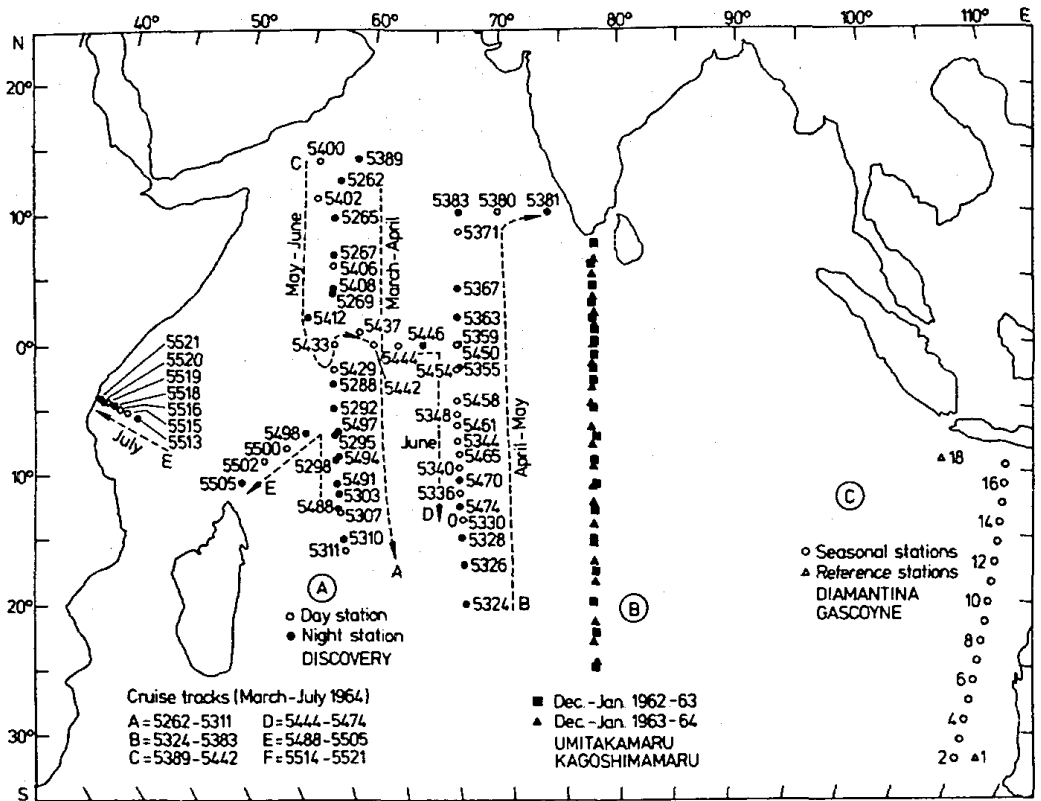 40° 50° 60° 70° 80° 90° 100° 110° E
N
20°
10°
0°
10°
20°
30°
S
C 5400
5389
5262
5402
5265
5267
5406
5408
5269
5412
5437
5433
5444
5446
5442
5429
5288
5292
5497
5295
5494
5298
5491
5303
5488
5307
5310
5311
May-June
March-April
A
5383 5380 5381
5371
5367
5363
5359
5450
5454 5355
5458
5348
5461
5344
5465
5340
5470
5336
5474
D
5330
5328
5326
5324
B
June
April-May
5521
5520
5519
5518
5516
5515
5513
July
E
5498
5500
5502
5505
E
A
○ Day station
● Night station
DISCOVERY
Cruise tracks (March-July 1964)
A = 5262-5311 D = 5444-5474
B = 5324-5383 E = 5488-5505
C = 5389-5442 F = 5514-5521
B
■ Dec.-Jan. 1962-63
▲ Dec.-Jan. 1963-64
UMITAKAMARU
KAGOSHIMAMARU
C
○ Seasonal stations
△ Reference stations
DIAMANTINA
GASCOYNE
18
16
14
12
10
8
6
4
2 1